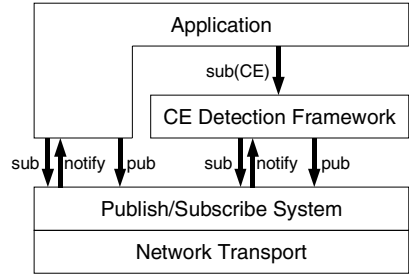 Application
sub(CE)
CE Detection Framework
sub notify pub sub notify pub
Publish/Subscribe System
Network Transport